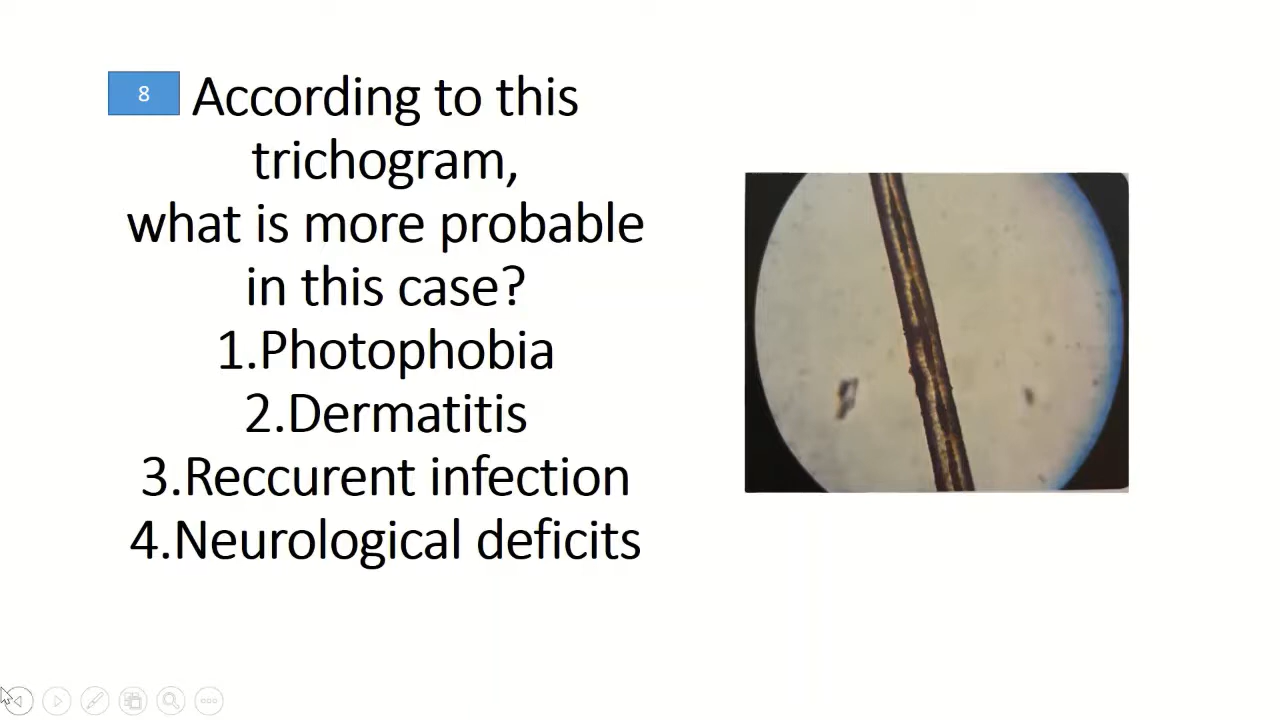 8
According to this
trichogram,
what is more probable
in this case?
1.Photophobia
2.Dermatitis
3.Reccurent infection
4.Neurological deficits